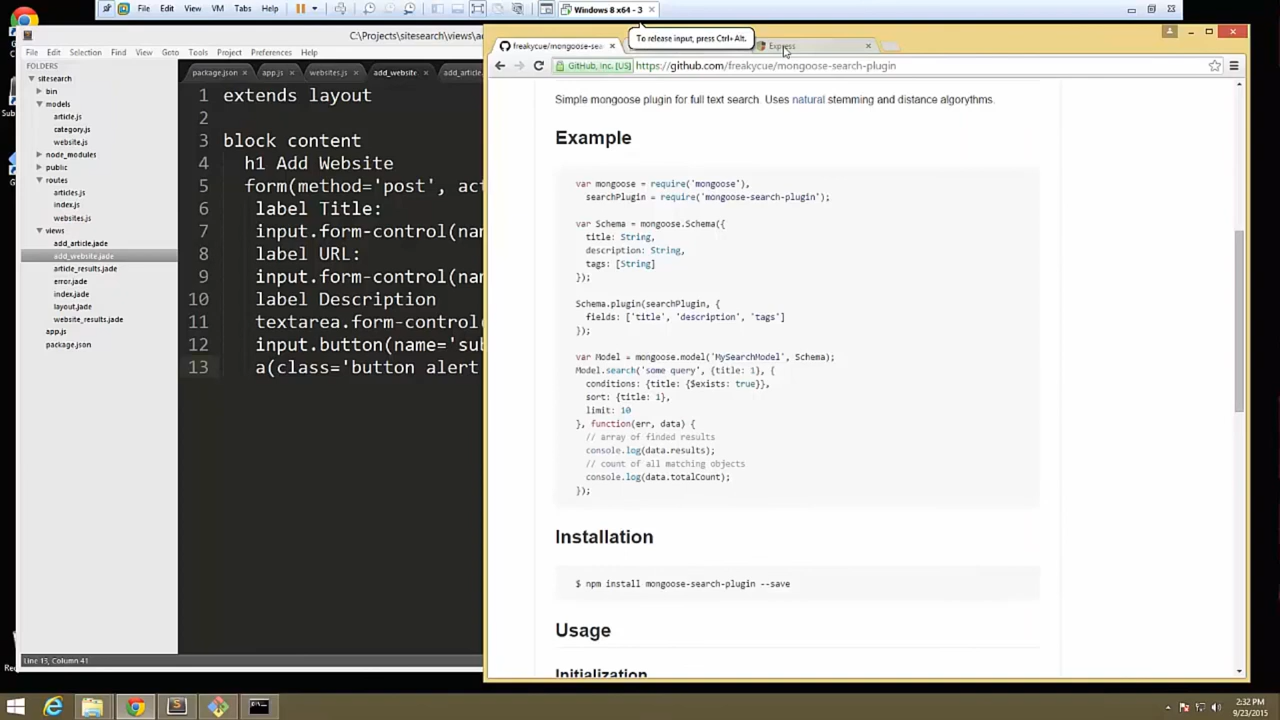 File Edit View VM Tabs Help
Windows 8 x64 - 3
To release input, press Ctrl+Alt.
C:\Projects\sitesearch\views\a
File Edit Selection Find View Goto Tools Project Preferences Help
FOLDERS
sitesearch
bin
models
article.js
category.js
website.js
node_modules
public
routes
articles.js
index.js
websites.js
views
add_article.jade
add_website.jade
article_results.jade
error.jade
index.jade
layout.jade
website_results.jade
app.js
package.json
package.json
app.js
websites.js
add_website
add_article.
1 extends layout
2
3 block content
4 h1 Add Website
5 form(method='post', ac
6 label Title:
7 input.form-control(na
8 label URL:
9 input.form-control(na
10 label Description
11 textarea.form-control
12 input.button(name='su
13 a(class='button alert
Line 13, Column 41
freakycue/mongoose-sea
Express
GitHub, Inc. [US] https://github.com/freakycue/mongoose-search-plugin
Simple mongoose plugin for full text search. Uses natural stemming and distance algorythms.
Example
var mongoose = require('mongoose'),
searchPlugin = require('mongoose-search-plugin');
var Schema = mongoose.Schema({
title: String,
description: String,
tags: [String]
});
Schema.plugin(searchPlugin, {
fields: ['title', 'description', 'tags']
});
var Model = mongoose.model('MySearchModel', Schema);
Model.search('some query', {title: 1}, {
conditions: {title: {$exists: true}},
sort: {title: 1},
limit: 10
}, function(err, data) {
// array of finded results
console.log(data.results);
// count of all matching objects
console.log(data.totalCount);
});
Installation
$ npm install mongoose-search-plugin --save
Usage
Initialization
2:32 PM
9/23/2015